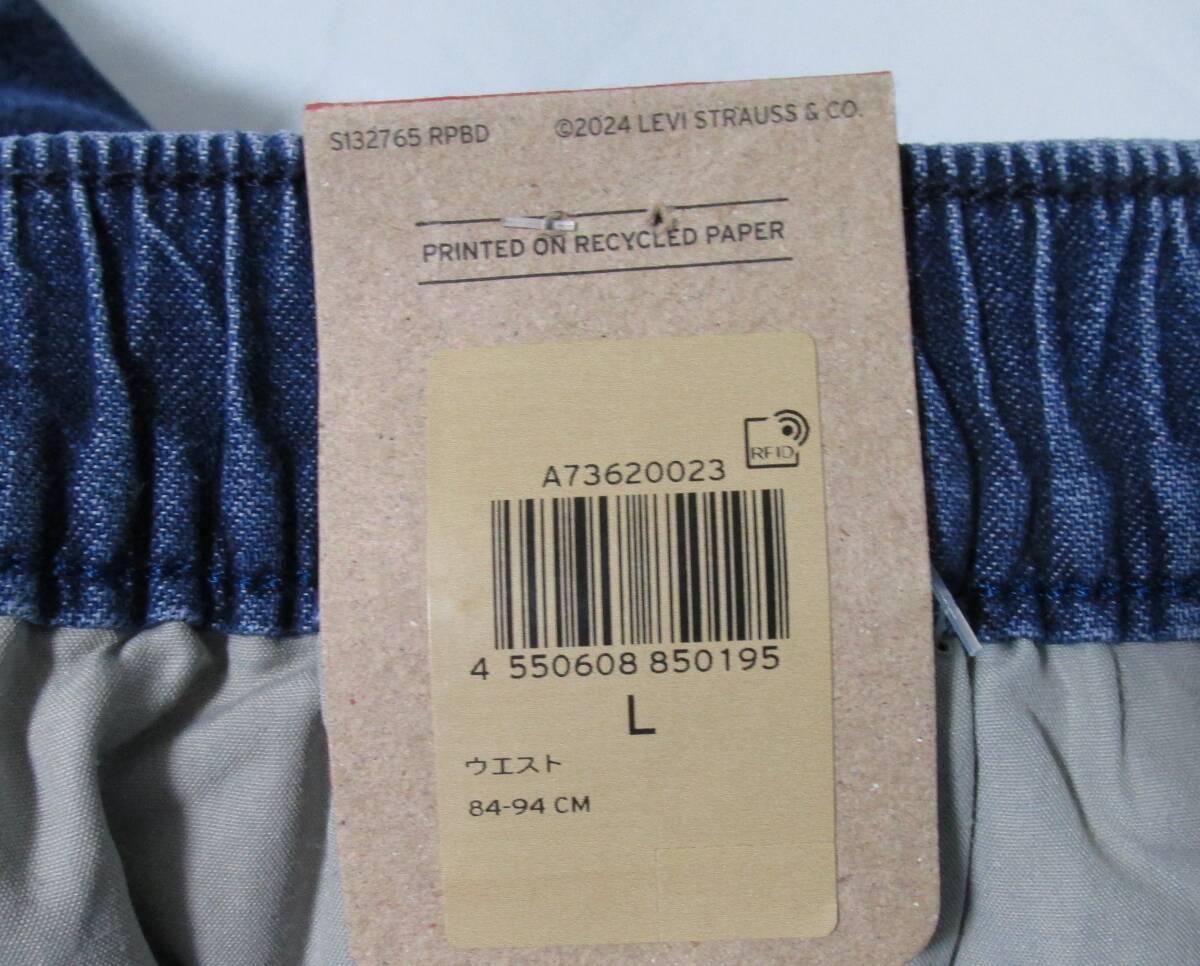 S132765 RPBD ©2024 LEVI STRAUSS & CO.
PRINTED ON RECYCLED PAPER
RFID
A73620023
4 550608 850195
L
ウエスト
84-94 CM